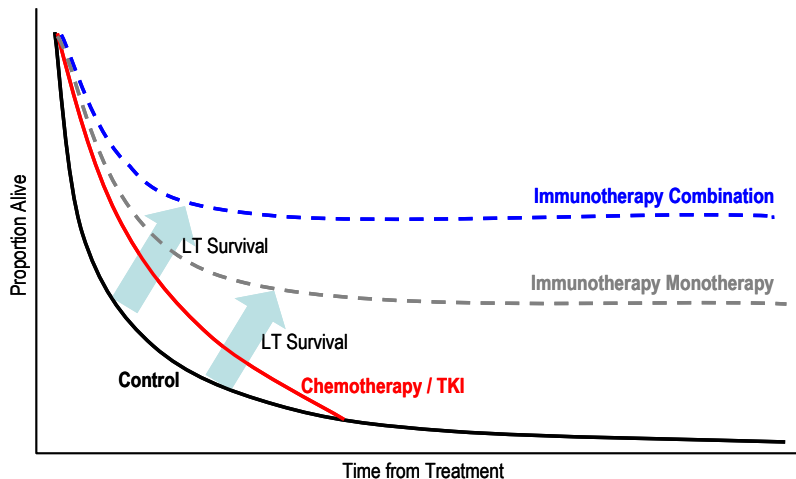 Proportion Alive
Immunotherapy Combination
LT Survival
Immunotherapy Monotherapy
LT Survival
Control
Chemotherapy / TKI
Time from Treatment